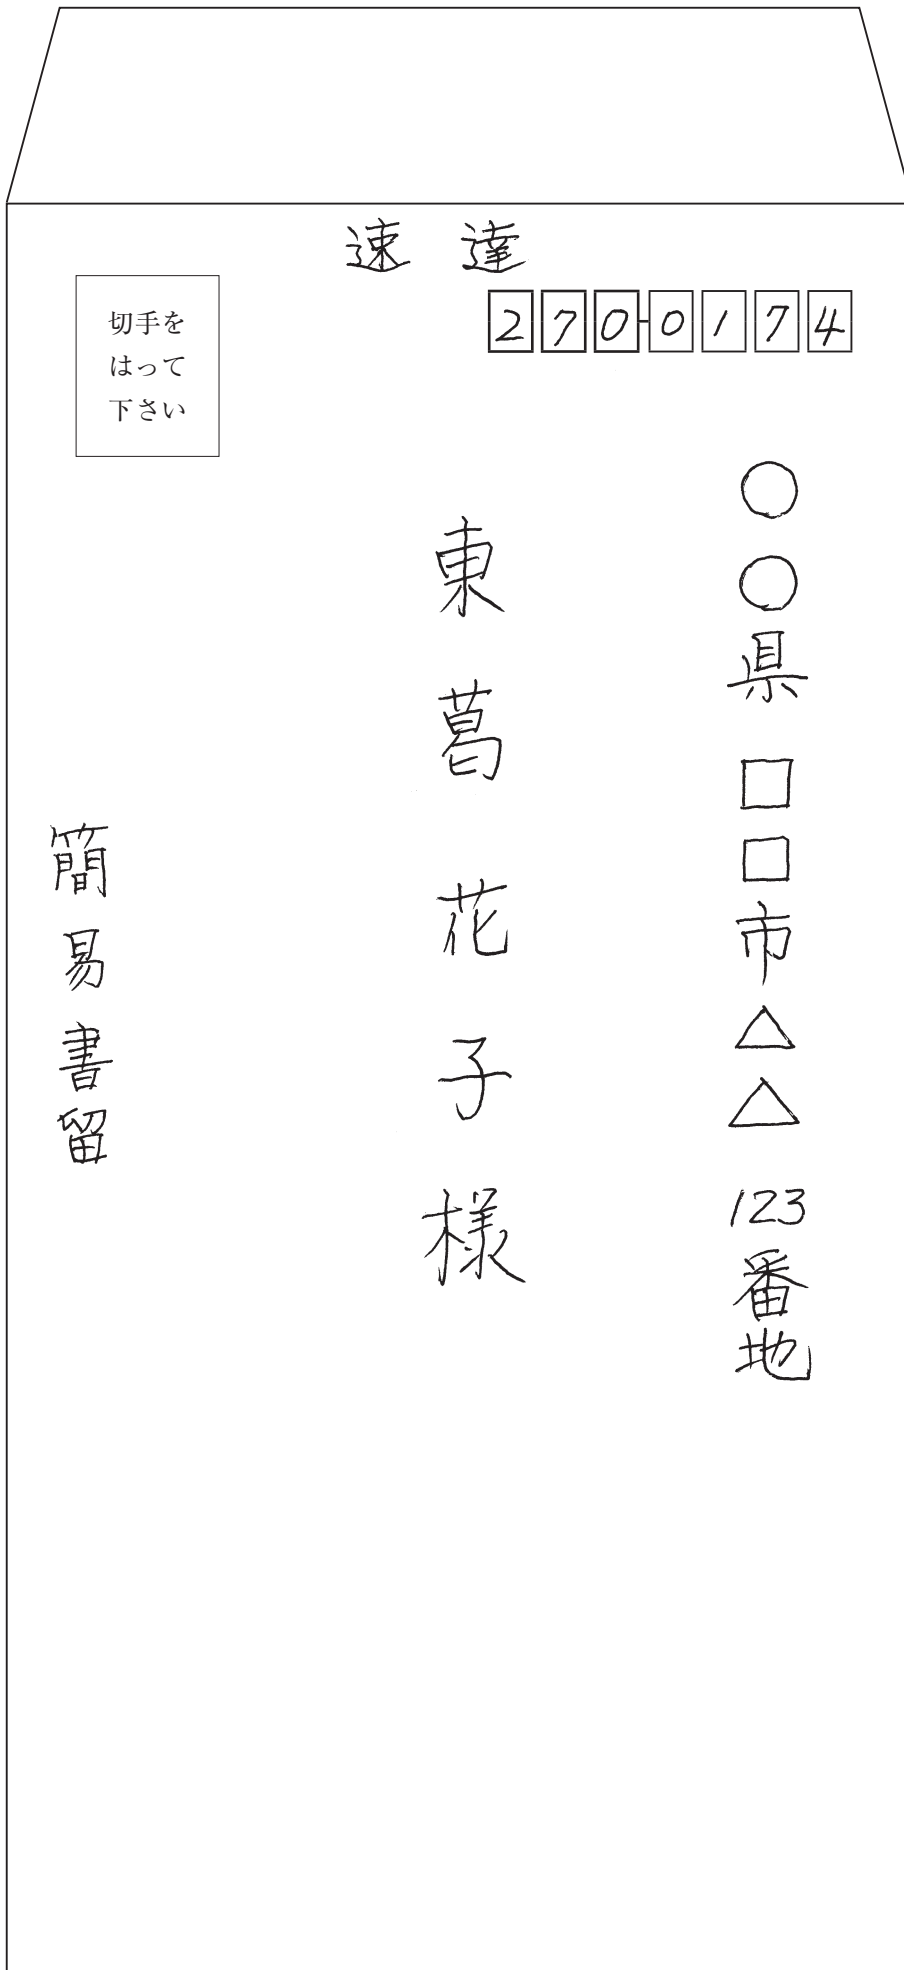 速達
270-0174
切手を
はって
下さい
○○県 □□市△△ 123番地
東葛花子様
簡易書留